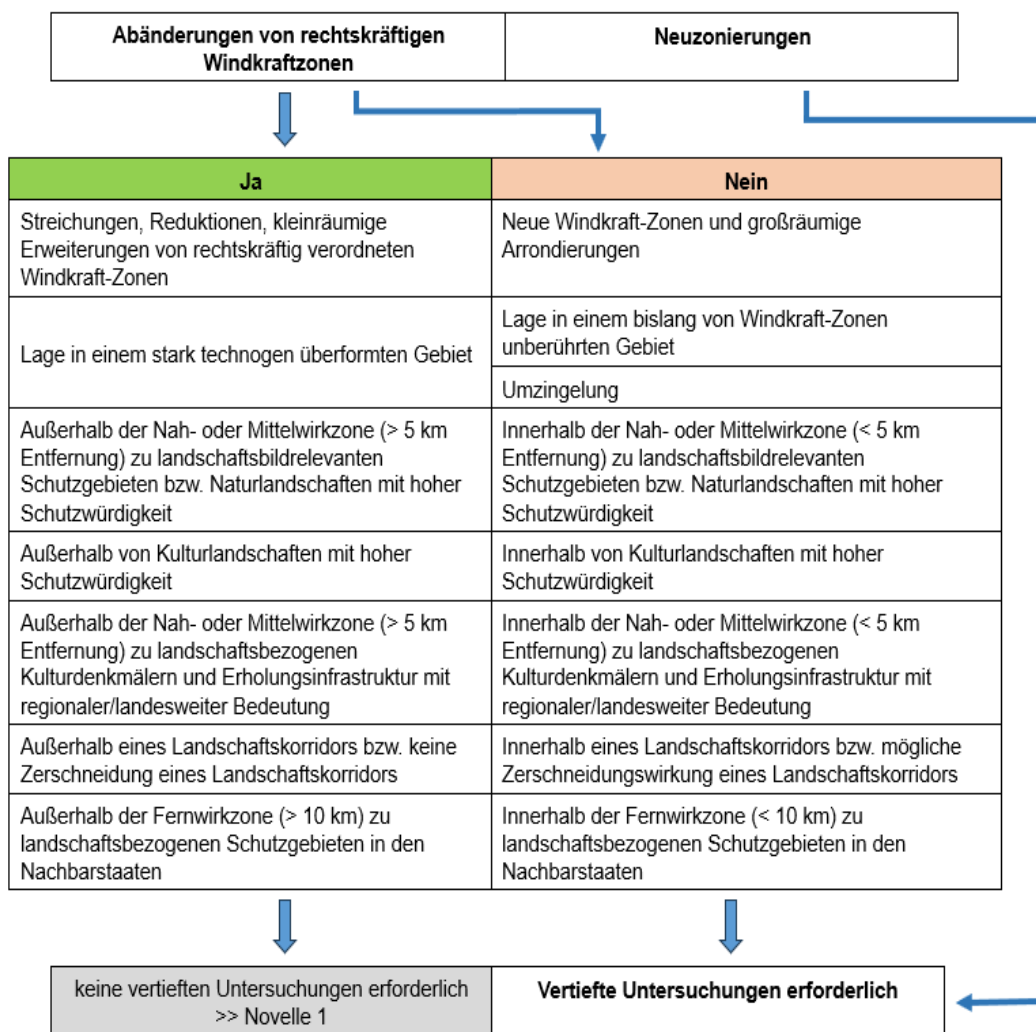 Abänderungen von rechtskräftigen
Windkraftzonen
Neuzonierungen
Ja
Nein
Streichungen, Reduktionen, kleinräumige
Erweiterungen von rechtskräftig verordneten
Windkraft-Zonen
Neue Windkraft-Zonen und großräumige
Arrondierungen
Lage in einem stark technogen überformten Gebiet
Lage in einem bislang von Windkraft-Zonen
unberührten Gebiet
Umzingelung
Außerhalb der Nah- oder Mittelwirkzone (> 5 km
Entfernung) zu landschaftsbildrelevanten
Schutzgebieten bzw. Naturlandschaften mit hoher
Schutzwürdigkeit
Innerhalb der Nah- oder Mittelwirkzone (< 5 km
Entfernung) zu landschaftsbildrelevanten
Schutzgebieten bzw. Naturlandschaften mit hoher
Schutzwürdigkeit
Außerhalb von Kulturlandschaften mit hoher
Schutzwürdigkeit
Innerhalb von Kulturlandschaften mit hoher
Schutzwürdigkeit
Außerhalb der Nah- oder Mittelwirkzone (> 5 km
Entfernung) zu landschaftsbezogenen
Kulturdenkmälern und Erholungsinfrastruktur mit
regionaler/landesweiter Bedeutung
Innerhalb der Nah- oder Mittelwirkzone (< 5 km
Entfernung) zu landschaftsbezogenen
Kulturdenkmälern und Erholungsinfrastruktur mit
regionaler/landesweiter Bedeutung
Außerhalb eines Landschaftskorridors bzw. keine
Zerschneidung eines Landschaftskorridors
Innerhalb eines Landschaftskorridors bzw. mögliche
Zerschneidungswirkung eines Landschaftskorridors
Außerhalb der Fernwirkzone (> 10 km) zu
landschaftsbezogenen Schutzgebieten in den
Nachbarstaaten
Innerhalb der Fernwirkzone (< 10 km) zu
landschaftsbezogenen Schutzgebieten in den
Nachbarstaaten
keine vertieften Untersuchungen erforderlich
>> Novelle 1
Vertiefte Untersuchungen erforderlich